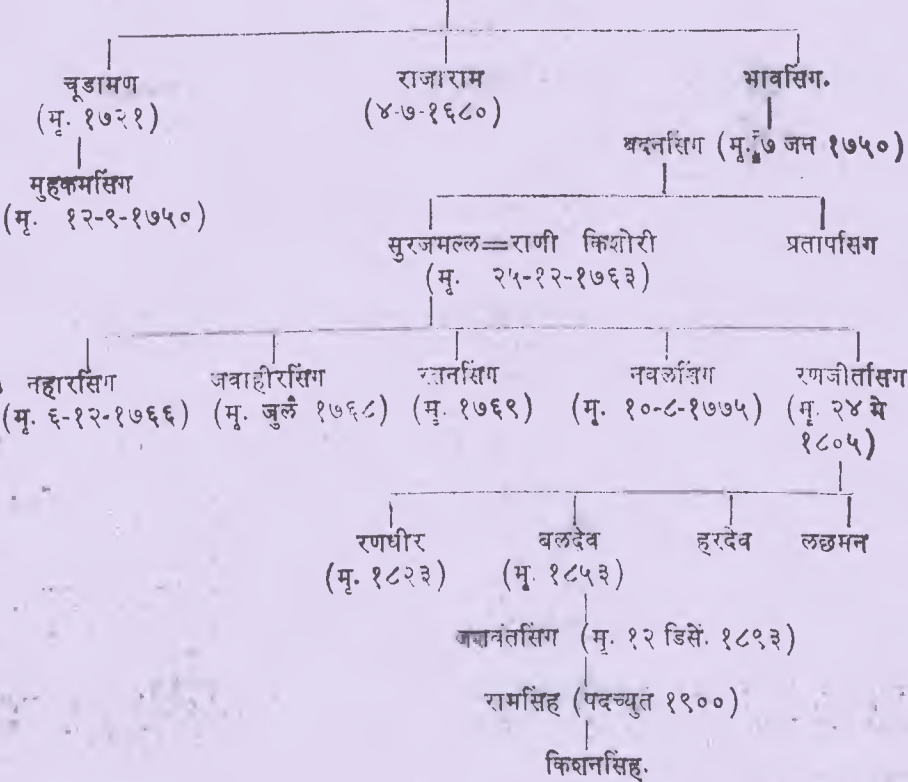 चूडामण राजाराम भावसिंग.
(मृ. १७२१) (४-७-१६८०)
बदनसिंग (मृ. ७ जन १७५०)
मुहकमसिंग
(मृ. १२-९-१७५०)
सुरजमल्ल=राणी किशोरी प्रतापसिंग
(मृ. २५-१२-१७६३)
नहारसिंग जवाहीरसिंग रतनसिंग नवलसिंग रणजीतसिंग
(मृ. ६-१२-१७६६) (मृ. जुलै १७६८) (मृ. १७६९) (मृ. १०-८-१७७५) (मृ. २४ मे
१८०५)
रणधीर बलदेव हरदेव लछमन
(मृ. १८२३) (मृ. १८५३)
जसवंतसिंग (मृ. १२ डिसें. १८९३)
रामसिंह (पदच्युत १९००)
किशनसिंह.